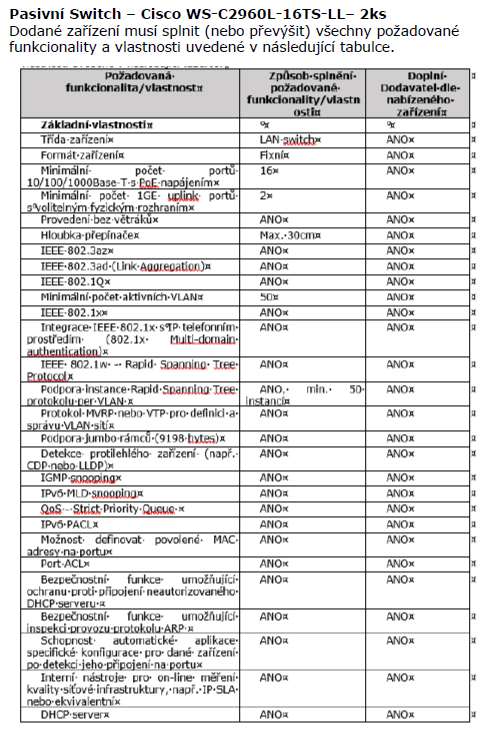 Pasivní Switch – Cisco WS-C2960L-16TS-LL– 2ks
Dodané zařízení musí splnit (nebo převýšit) všechny požadované
funkcionality a vlastnosti uvedené v následující tabulce.
Požadovaná funkcionalita/vlastnost Způsob splnění požadované funkcionality/vlastnosti Doplní Dodavatel dle nabízeného zařízení
Základní vlastnosti
Třída zařízení LAN switch ANO
Formát zařízení Fixní ANO
Minimální počet portů 10/100/1000Base-T s PoE napájením 16 ANO
Minimální počet 1GE uplink portů s volitelným fyzickým rozhraním 2 ANO
Provedení bez větráků ANO ANO
Hloubka přepínače Max. 30cm ANO
IEEE 802.3az ANO ANO
IEEE 802.3ad (Link Aggregation) ANO ANO
IEEE 802.1Q ANO ANO
Minimální počet aktivních VLAN 50 ANO
IEEE 802.1x ANO ANO
Integrace IEEE 802.1x s IP telefonním prostředím (802.1x Multi-domain authentication) ANO ANO
IEEE 802.1w - Rapid Spanning Tree Protocol ANO ANO
Podpora instance Rapid Spanning Tree protokolu per VLAN ANO, min. 50 instancí ANO
Protokol MVRP nebo VTP pro definici a správu VLAN sítí ANO ANO
Podpora jumbo rámců (9198 bytes) ANO ANO
Detekce protilehlého zařízení (např. CDP nebo LLDP) ANO ANO
IGMP snooping ANO ANO
IPv6 MLD snooping ANO ANO
QoS - Strict Priority Queue ANO ANO
IPv6 PACL ANO ANO
Možnost definovat povolené MAC adresy na portu ANO ANO
Port ACL ANO ANO
Bezpečnostní funkce umožňující ochranu proti připojení neautorizovaného DHCP serveru ANO ANO
Bezpečnostní funkce umožňující inspekci provozu protokolu ARP ANO ANO
Schopnost automatické aplikace specifické konfigurace pro dané zařízení po detekci jeho připojení na portu ANO ANO
Interní nástroje pro on-line měření kvality síťové infrastruktury, např. IP SLA nebo ekvivalentní ANO ANO
DHCP server ANO ANO